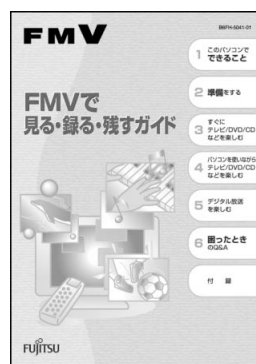 FMV
B6FH-5041-01
FMVで
見る・録る・残すガイド
1 このパソコンで
できること
2 準備をする
3 すぐに
テレビ/DVD/CD
などを楽しむ
4 パソコンを使いながら
テレビ/DVD/CD
などを楽しむ
5 デジタル放送
を楽しむ
6 困ったとき
のQ&A
付 録
FUJITSU